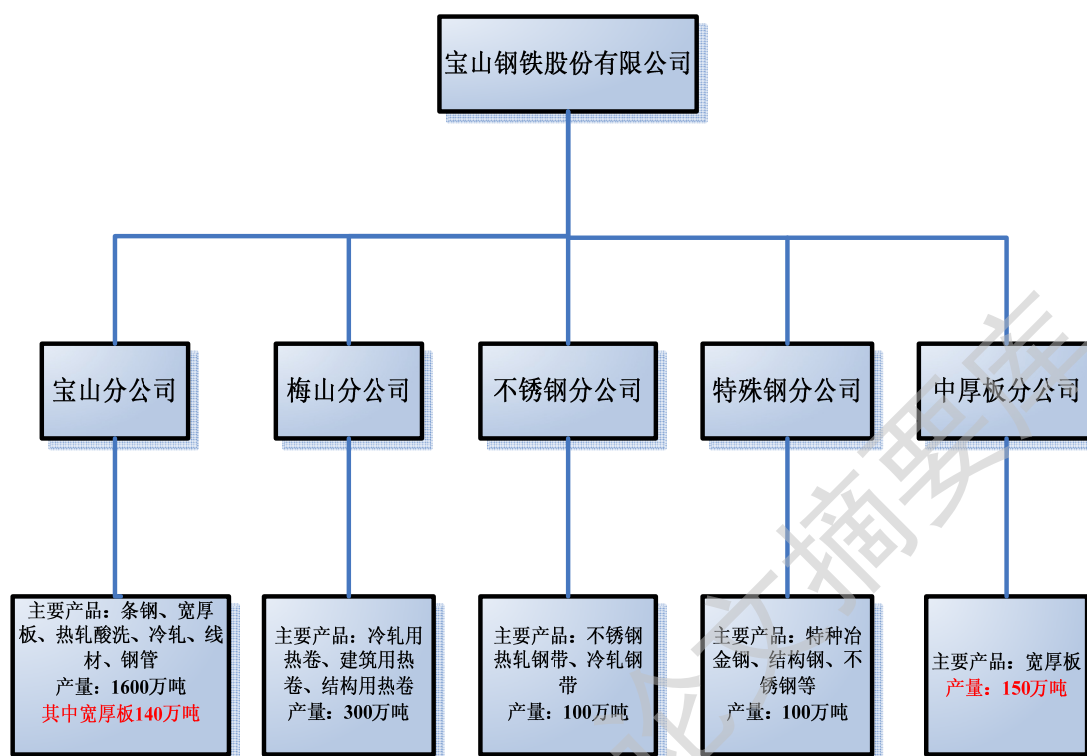 宝山钢铁股份有限公司
宝山分公司
梅山分公司
不锈钢分公司
特殊钢分公司
中厚板分公司
主要产品：条钢、宽厚
板、热轧酸洗、冷轧、线
材、钢管
产量：1600万吨
其中宽厚板140万吨
主要产品：冷轧用
热卷、建筑用热
卷、结构用热卷
产量：300万吨
主要产品：不锈钢
热轧钢带、冷轧钢
带
产量：100万吨
主要产品：特种冶
金钢、结构钢、不
锈钢等
产量：100万吨
主要产品：宽厚板
产量：150万吨
论文摘要库